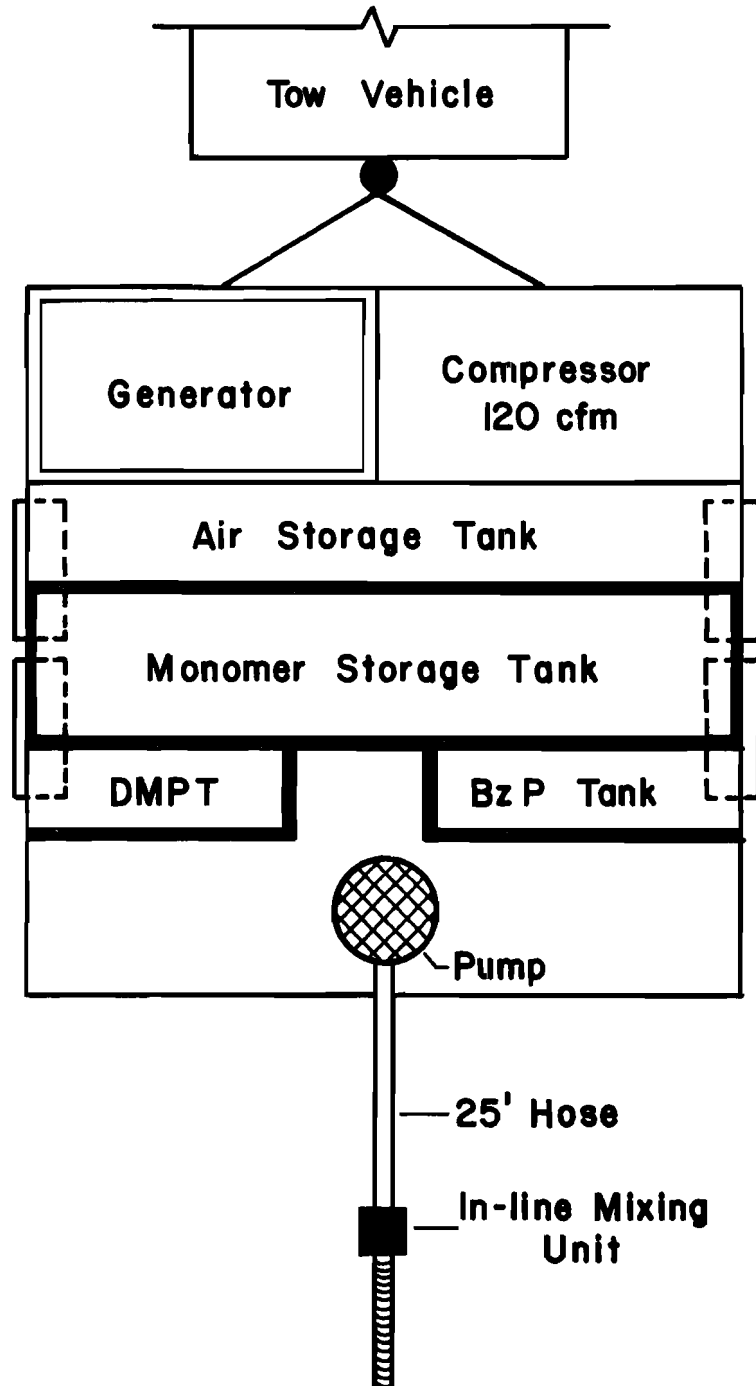 Tow Vehicle
Generator
Compressor
120 cfm
Air Storage Tank
Monomer Storage Tank
DMPT
BzP Tank
Pump
25' Hose
In-line Mixing
Unit